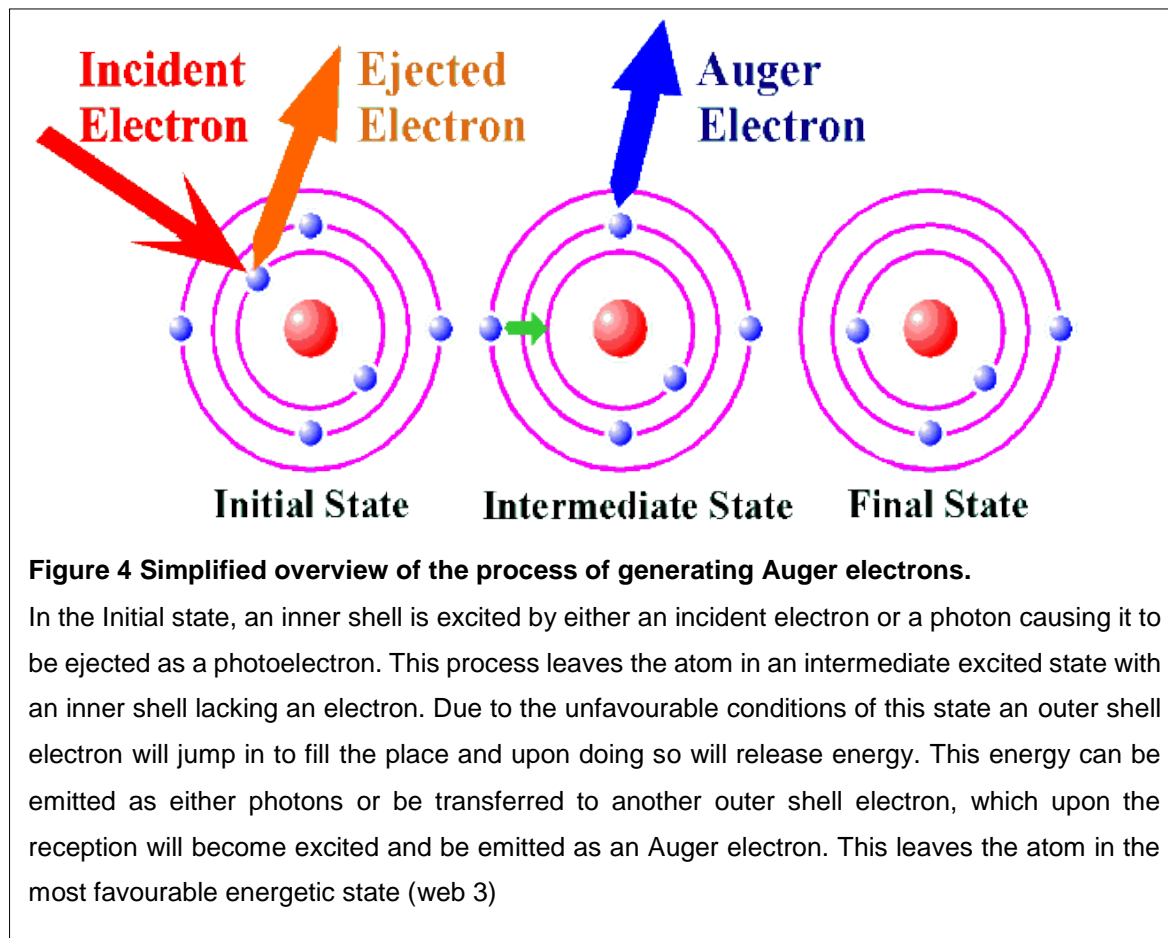 Incident Ejected Auger
Electron Electron Electron
Initial State Intermediate State Final State
Figure 4 Simplified overview of the process of generating Auger electrons.
In the Initial state, an inner shell is excited by either an incident electron or a photon causing it to
be ejected as a photoelectron. This process leaves the atom in an intermediate excited state with
an inner shell lacking an electron. Due to the unfavourable conditions of this state an outer shell
electron will jump in to fill the place and upon doing so will release energy. This energy can be
emitted as either photons or be transferred to another outer shell electron, which upon the
reception will become excited and be emitted as an Auger electron. This leaves the atom in the
most favourable energetic state (web 3)